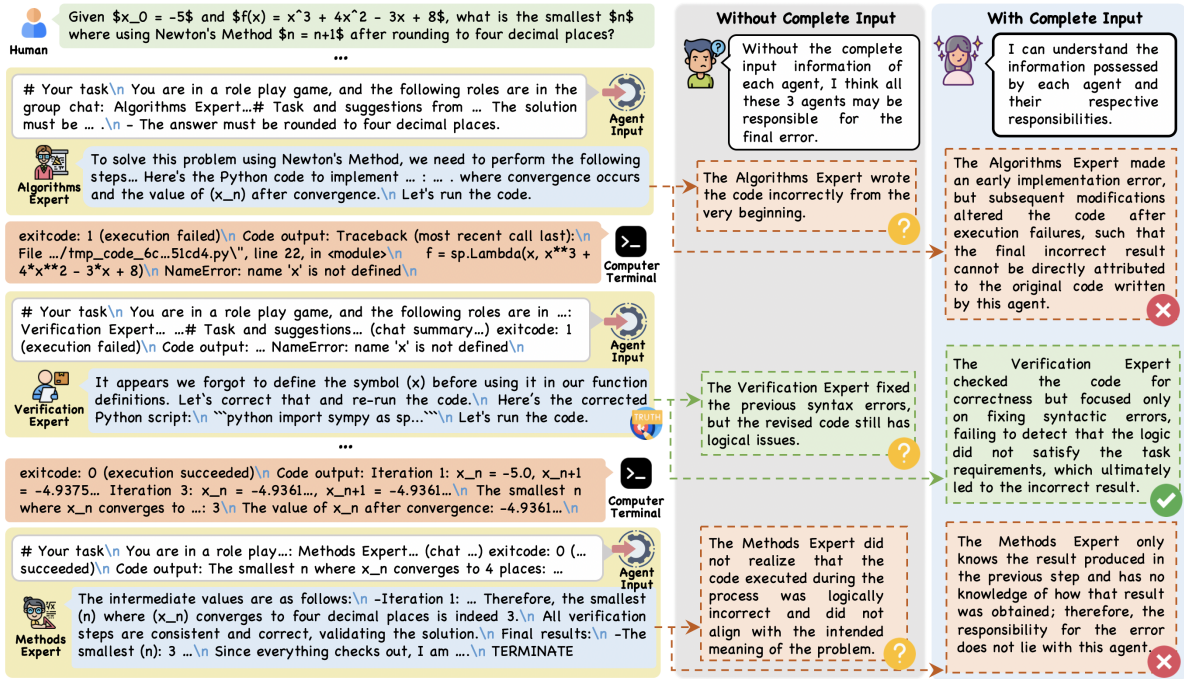 Given $x_0 = -5$ and $f(x) = x^3 + 4x^2 - 3x + 8$, what is the smallest $n$
where using Newton's Method $n = n+1$ after rounding to four decimal places?
Human
...
# Your task\n You are in a role play game, and the following roles are in the
group chat: Algorithms Expert...# Task and suggestions from ... The solution
must be ... .\n - The answer must be rounded to four decimal places.
Agent
Input
To solve this problem using Newton's Method, we need to perform the following
steps... Here's the Python code to implement ... : ... . where convergence occurs
and the value of (x_n) after convergence.\n Let's run the code.
Algorithms
Expert
exitcode: 1 (execution failed)\n Code output: Traceback (most recent call last):\n
File .../tmp_code_6c...51cd4.py\", line 22, in <module>\n f = sp.Lambda(x, x**3 +
4*x**2 - 3*x + 8)\n NameError: name 'x' is not defined\n
Computer
Terminal
# Your task\n You are in a role play game, and the following roles are in ...:
Verification Expert... ...# Task and suggestions... (chat summary...) exitcode: 1
(execution failed)\n Code output: ... NameError: name 'x' is not defined\n
Agent
Input
It appears we forgot to define the symbol (x) before using it in our function
definitions. Let`s correct that and re-run the code.\n Here's the corrected
Python script:\n ```python import sympy as sp...```\n Let's run the code.
Verification
Expert
TRUTH
...
exitcode: 0 (execution succeeded)\n Code output: Iteration 1: x_n = -5.0, x_n+1
= -4.9375... Iteration 3: x_n = -4.9361..., x_n+1 = -4.9361...\n The smallest n
where x_n converges to ...: 3\n The value of x_n after convergence: -4.9361...\n
Computer
Terminal
# Your task\n You are in a role play...: Methods Expert... (chat ...) exitcode: 0 (...
succeeded)\n Code output: The smallest n where x_n converges to 4 places: ...
Agent
Input
The intermediate values are as follows:\n -Iteration 1: ... Therefore, the smallest
(n) where (x_n) converges to four decimal places is indeed 3.\n All verification
steps are consistent and correct, validating the solution.\n Final results:\n -The
smallest (n): 3 ...\n Since everything checks out, I am ....\n TERMINATE
Methods
Expert
Without Complete Input
Without the complete
input information of
each agent, I think all
these 3 agents may be
responsible for the
final error.
The Algorithms Expert wrote
the code incorrectly from the
very beginning.
?
The Verification Expert fixed
the previous syntax errors,
but the revised code still has
logical issues.
?
The Methods Expert did
not realize that the
code executed during the
process was logically
incorrect and did not
align with the intended
meaning of the problem.
?
With Complete Input
I can understand the
information possessed
by each agent and
their respective
responsibilities.
The Algorithms Expert made
an early implementation error,
but subsequent modifications
altered the code after
execution failures, such that
the final incorrect result
cannot be directly attributed
to the original code written
by this agent.
The Verification Expert
checked the code for
correctness but focused only
on fixing syntactic errors,
failing to detect that the logic
did not satisfy the task
requirements, which ultimately
led to the incorrect result.
The Methods Expert only
knows the result produced in
the previous step and has no
knowledge of how that result
was obtained; therefore, the
responsibility for the error
does not lie with this agent.